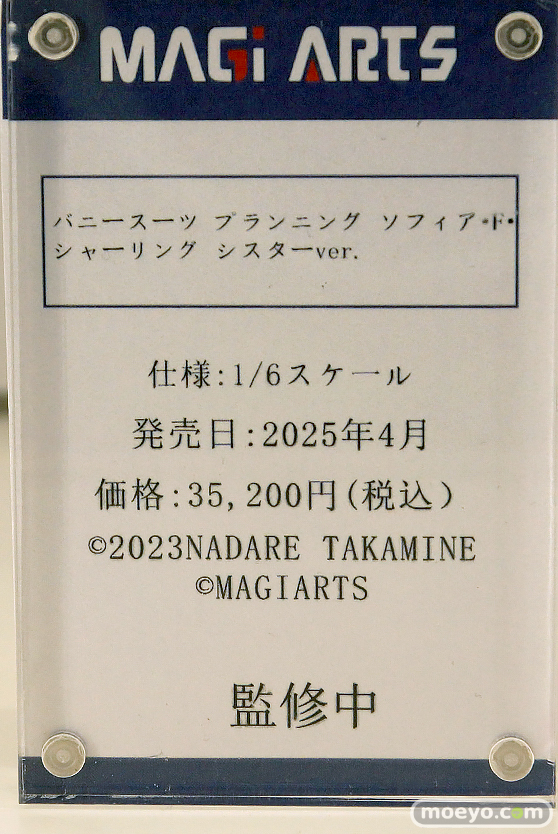 MAGi ARTS
バニースーツ プランニング ソフィア・F・
シャーリング シスターver.
仕様:1/6スケール
発売日:2025年4月
価格:35,200円(税込)
©2023NADARE TAKAMINE
©MAGIARTS
監修中
moeyo.com